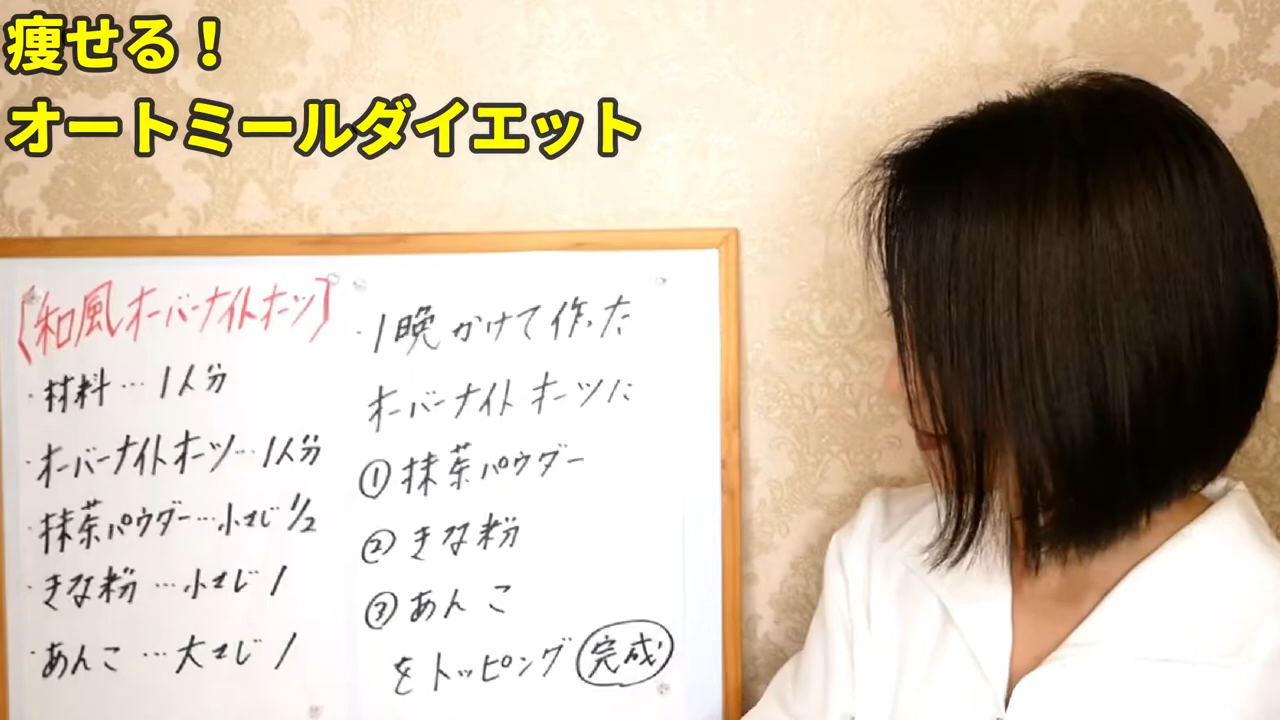 痩せる！
オートミールダイエット
〔和風オーバーナイトオーツ〕
・材料…1人分
・オーバーナイトオーツ…1人分
・抹茶パウダー…小さじ1/2
・きな粉…小さじ1
・あんこ…大さじ1
・1晩かけて作った
オーバーナイトオーツに
①抹茶パウダー
②きな粉
③あんこ
をトッピング 完成